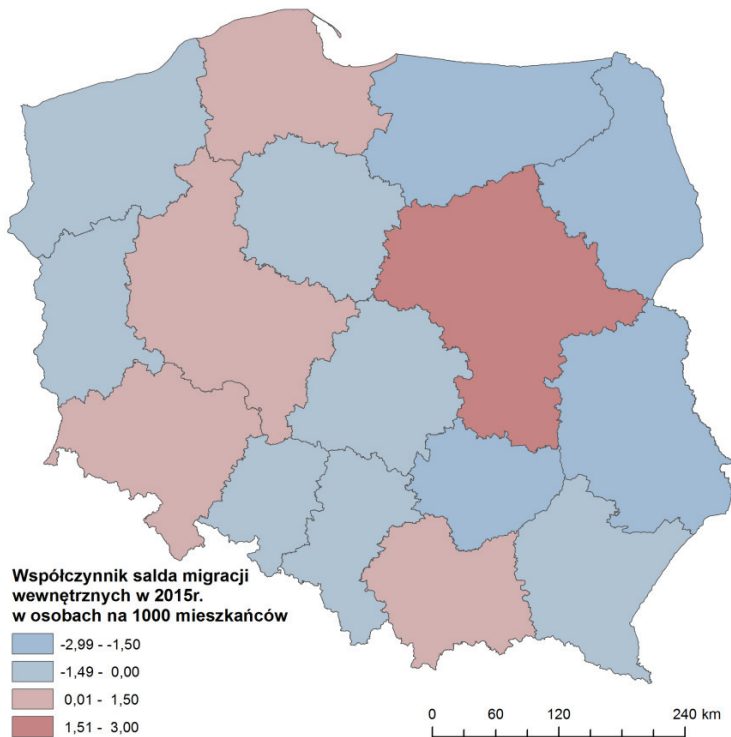 Współczynnik salda migracji
wewnętrznych w 2015r.
w osobach na 1000 mieszkańców
-2,99 - -1,50
-1,49 - 0,00
0,01 - 1,50
1,51 - 3,00
0 60 120 240 km